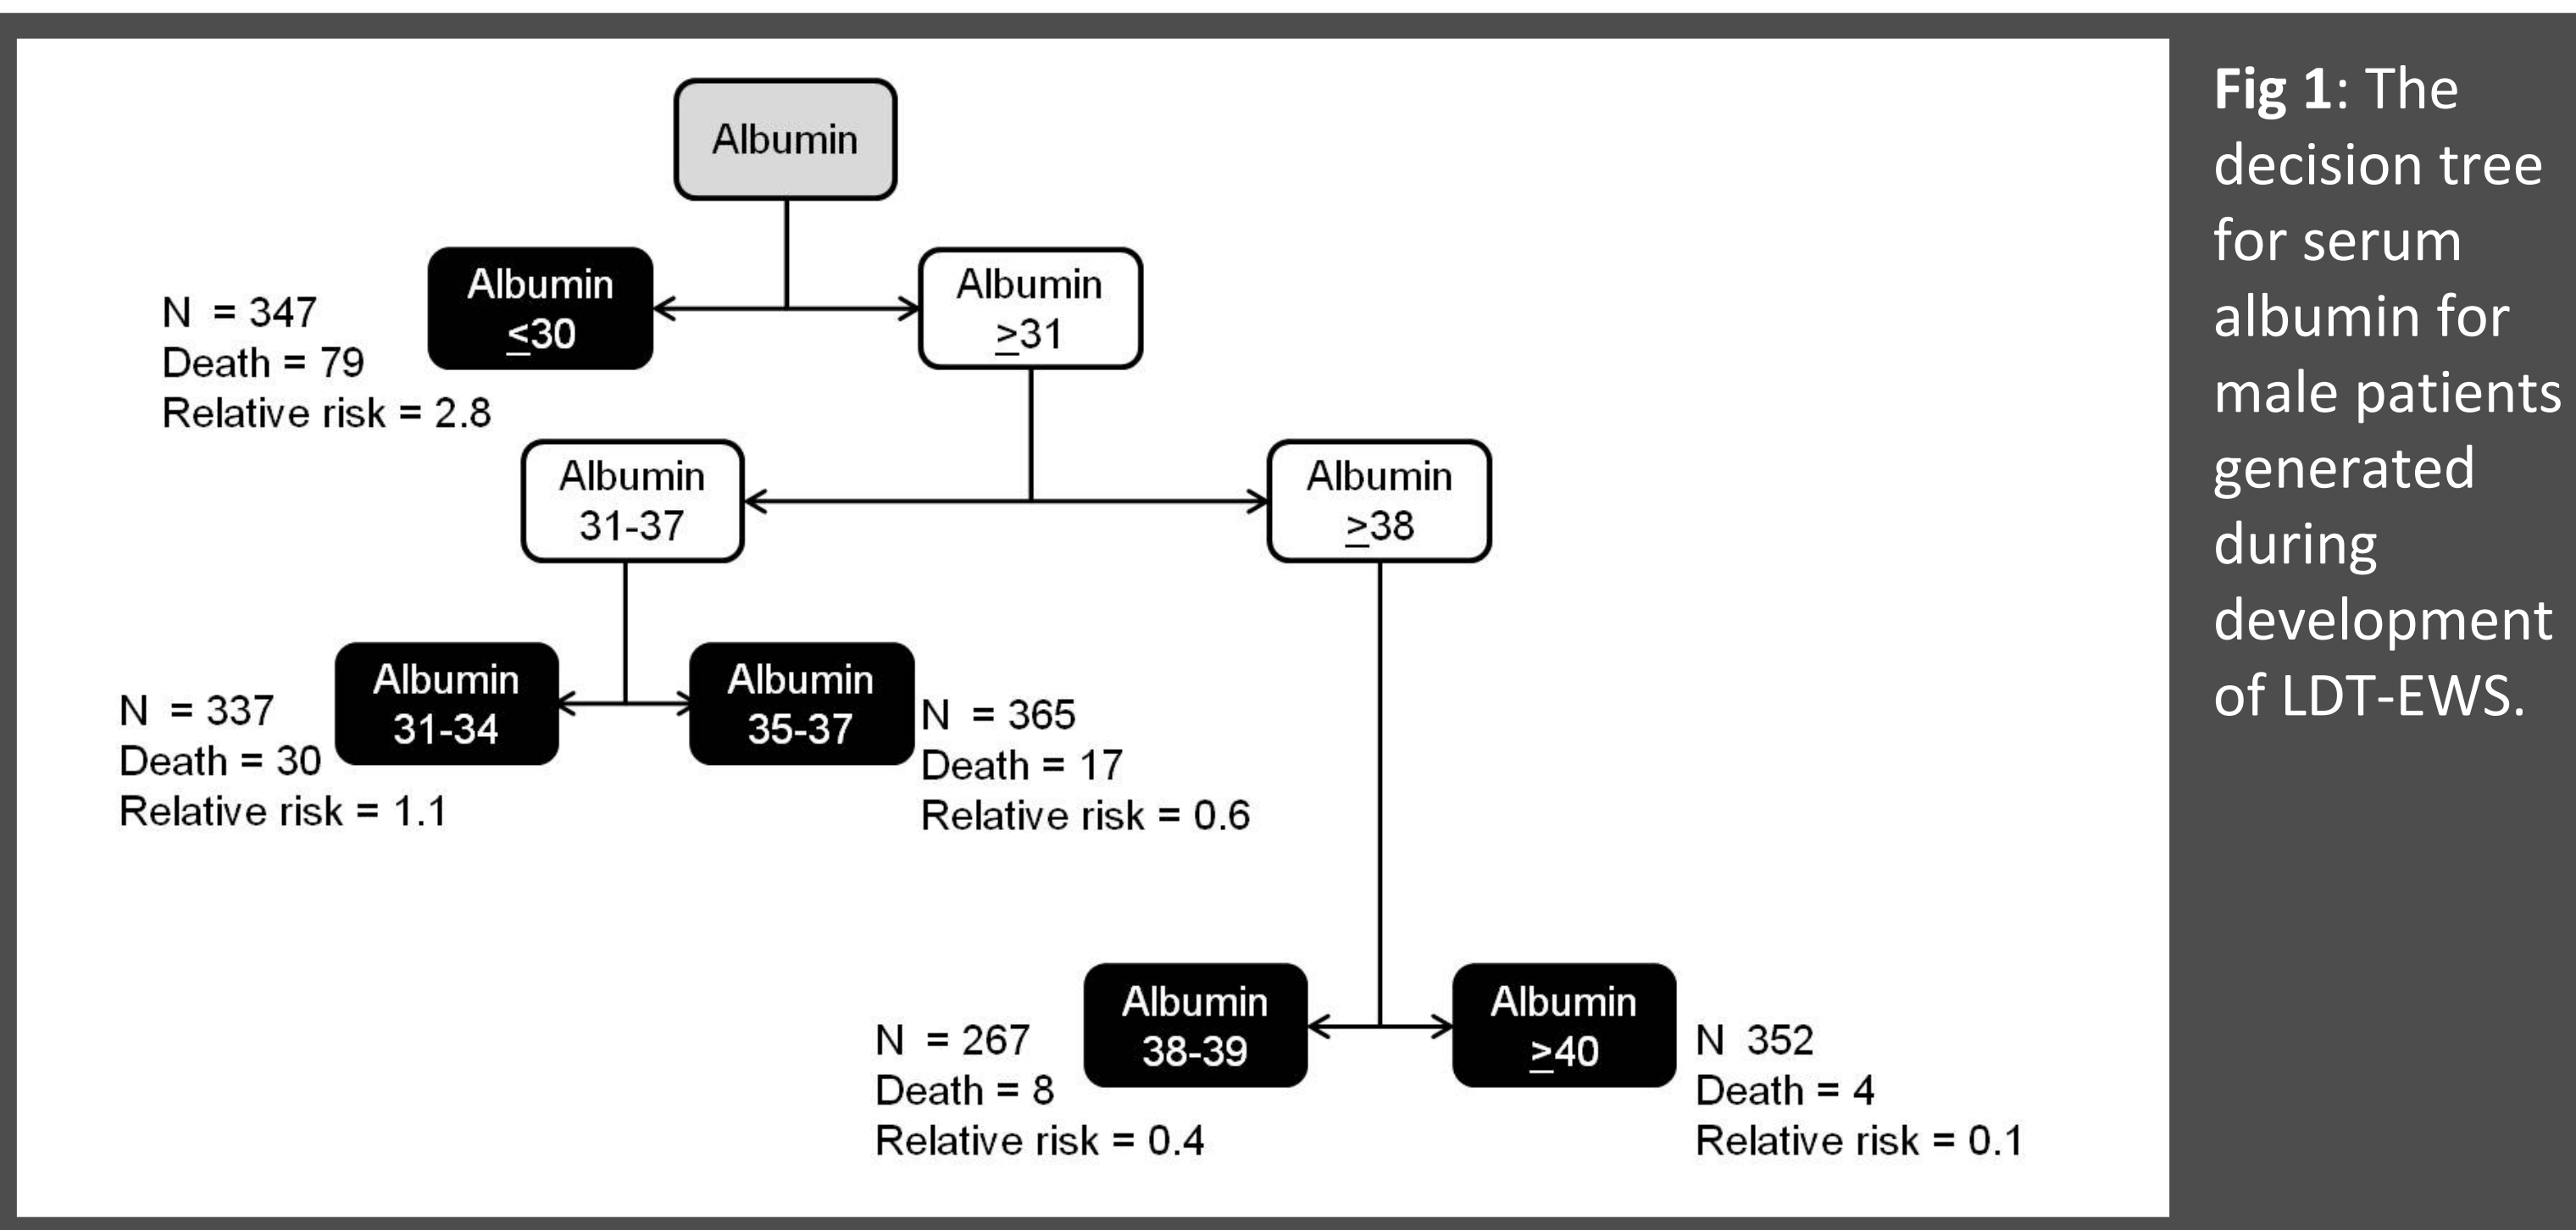 Albumin
Albumin
≤30
Albumin
≥31
N = 347
Death = 79
Relative risk = 2.8
Albumin
31-37
Albumin
≥38
N = 337
Death = 30
Relative risk = 1.1
Albumin
31-34
Albumin
35-37
N = 365
Death = 17
Relative risk = 0.6
N = 267
Death = 8
Relative risk = 0.4
Albumin
38-39
Albumin
≥40
N 352
Death = 4
Relative risk = 0.1
Fig 1: The
decision tree
for serum
albumin for
male patients
generated
during
development
of LDT-EWS.